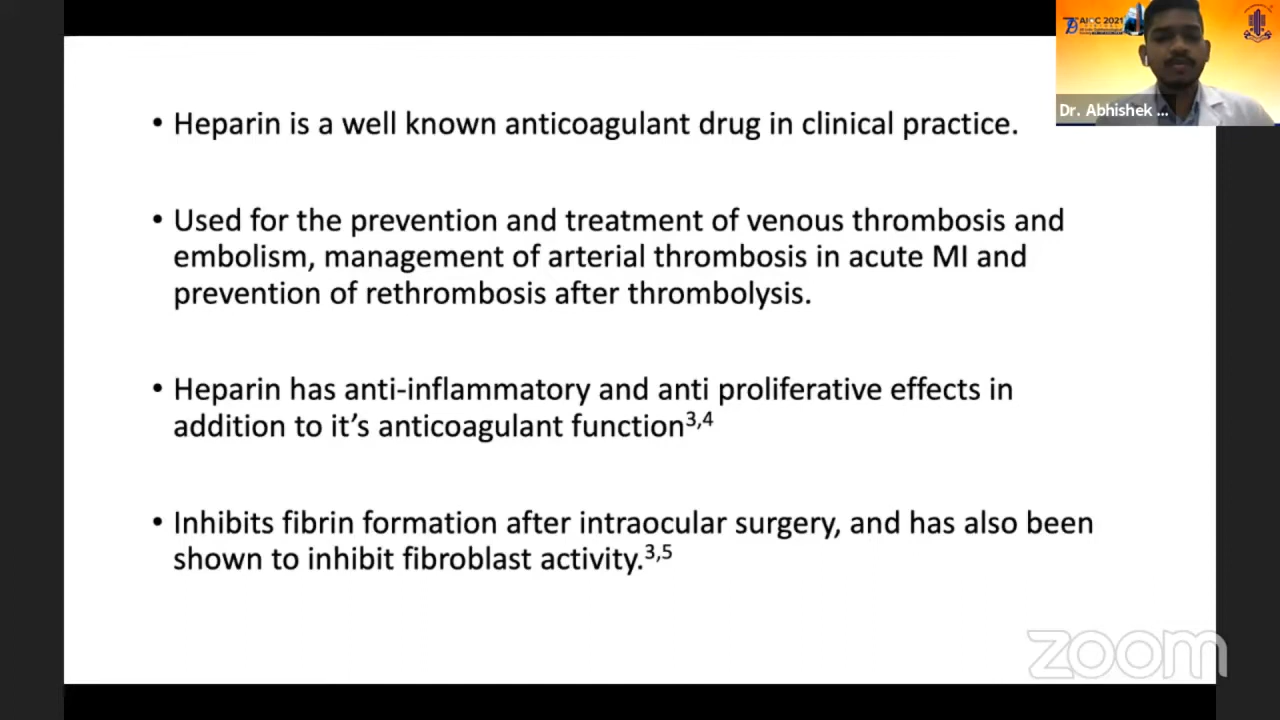 • Heparin is a well known anticoagulant drug in clinical practice.
• Used for the prevention and treatment of venous thrombosis and
embolism, management of arterial thrombosis in acute MI and
prevention of rethrombosis after thrombolysis.
• Heparin has anti-inflammatory and anti proliferative effects in
addition to it’s anticoagulant function3,4
• Inhibits fibrin formation after intraocular surgery, and has also been
shown to inhibit fibroblast activity.3,5
AIOC 2021
Dr. Abhishek ...
zoom